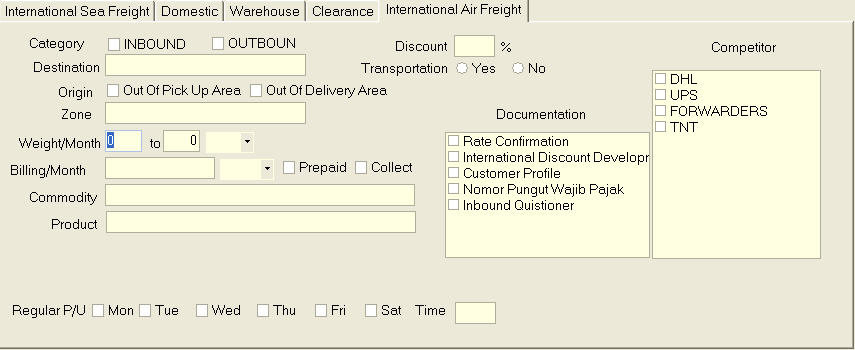 International Sea Freight Domestic Warehouse Clearance International Air Freight
Category INBOUND OUTBOUN Discount % Competitor
Destination Transportation Yes No
DHL
Origin Out Of Pick Up Area Out Of Delivery Area UPS
Zone Documentation FORWARDERS
TNT
Weight/Month 0 to 0 Rate Confirmation
International Discount Developr
Billing/Month Prepaid Collect Customer Profile
Commodity Nomor Pungut Wajib Pajak
Inbound Quistioner
Product
Regular P/U Mon Tue Wed Thu Fri Sat Time